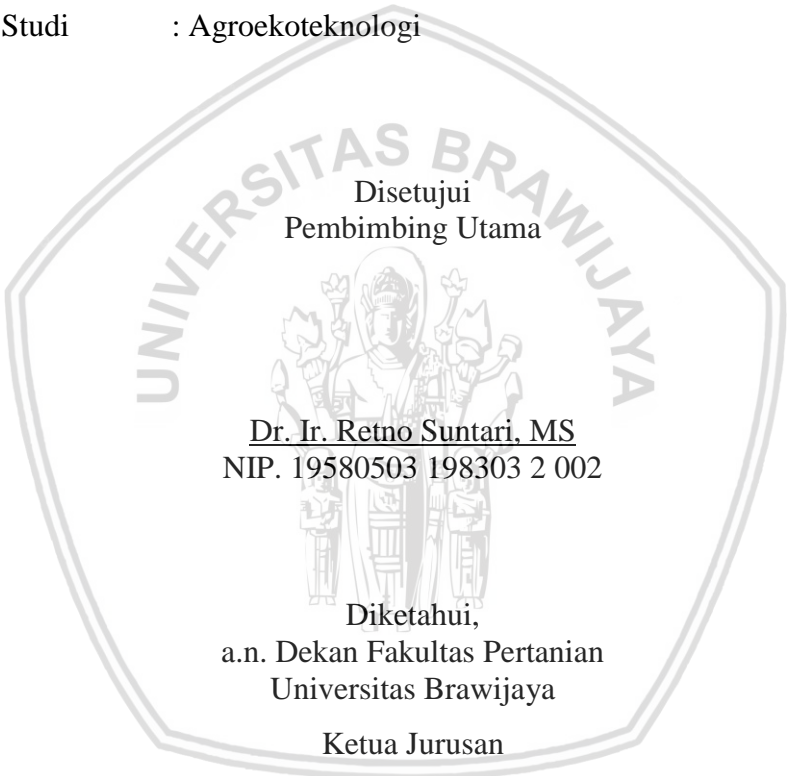 Studi : Agroekoteknologi
UNIVERSITAS BRAWIJAYA
Disetujui
Pembimbing Utama
Dr. Ir. Retno Suntari, MS
NIP. 19580503 198303 2 002
Diketahui,
a.n. Dekan Fakultas Pertanian
Universitas Brawijaya
Ketua Jurusan